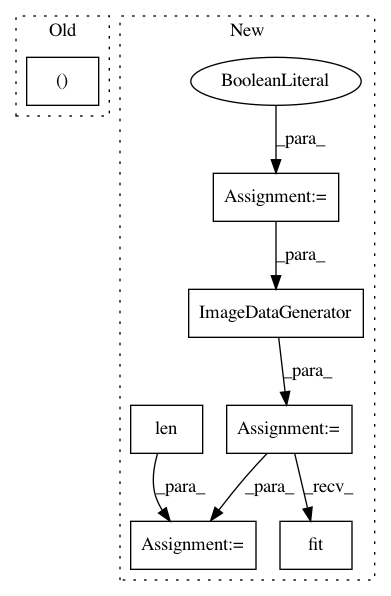 Old
New
()
BooleanLiteral
_para_
Assignment:=
_para_
ImageDataGenerator
_para_
len
Assignment:=
_para_
_para_
_recv_
Assignment:=
fit